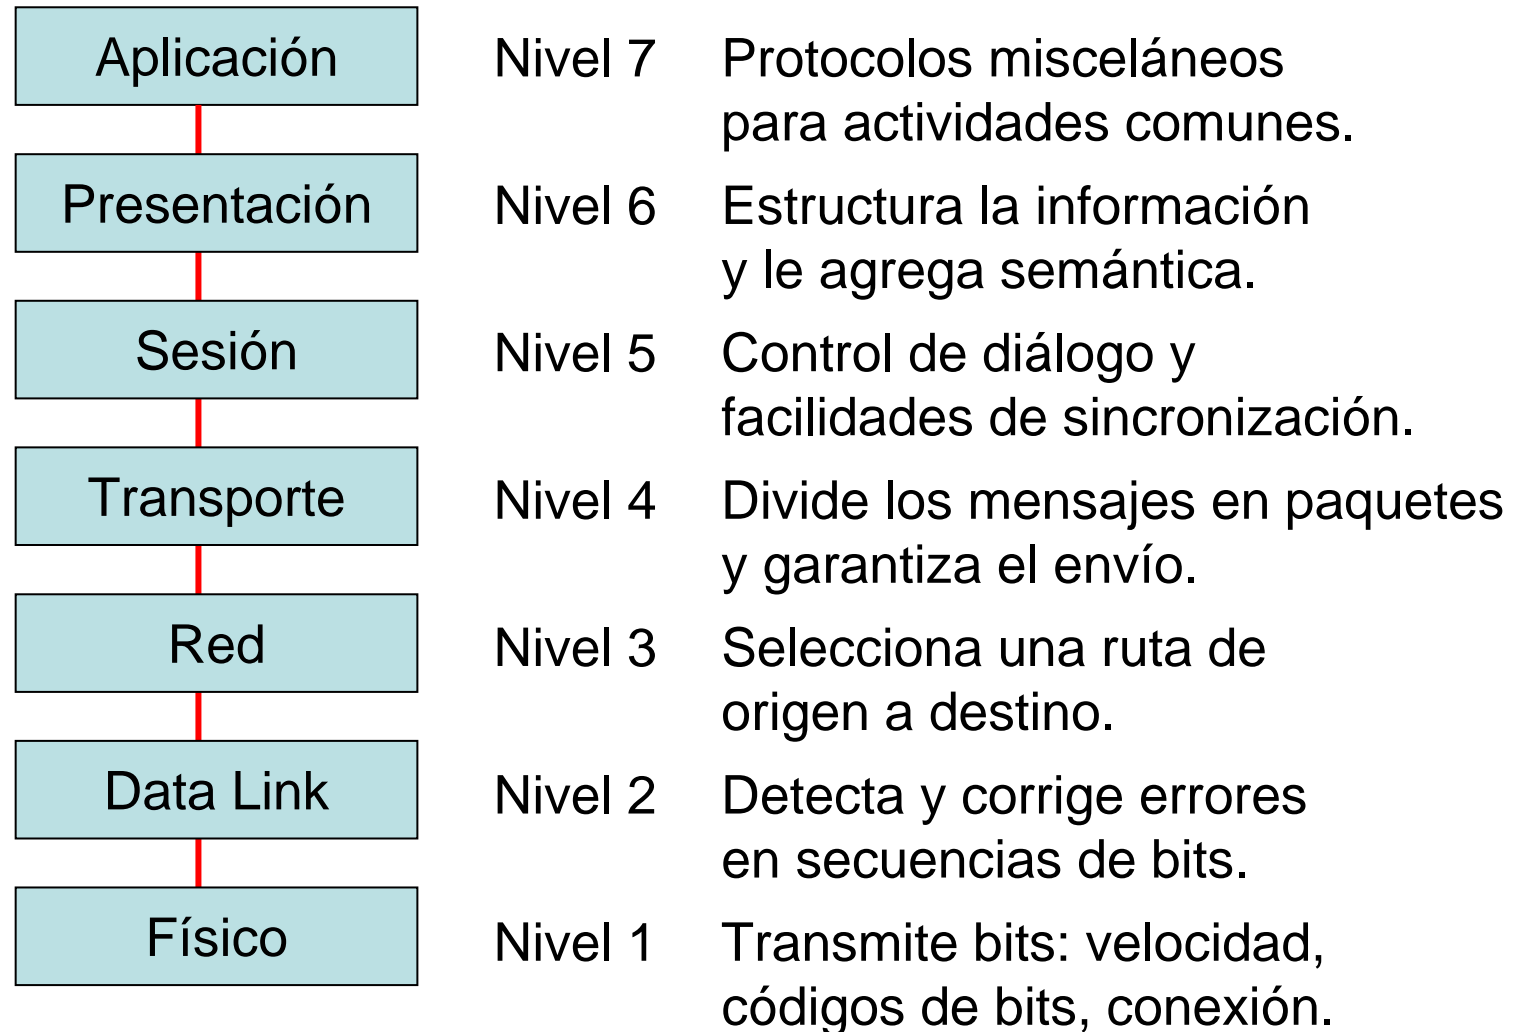 Aplicación
Nivel 7
Protocolos misceláneos
para actividades comunes.
Presentación
Nivel 6
Estructura la información
y le agrega semántica.
Sesión
Nivel 5
Control de diálogo y
facilidades de sincronización.
Transporte
Nivel 4
Divide los mensajes en paquetes
y garantiza el envío.
Red
Nivel 3
Selecciona una ruta de
origen a destino.
Data Link
Nivel 2
Detecta y corrige errores
en secuencias de bits.
Físico
Nivel 1
Transmite bits: velocidad,
códigos de bits, conexión.